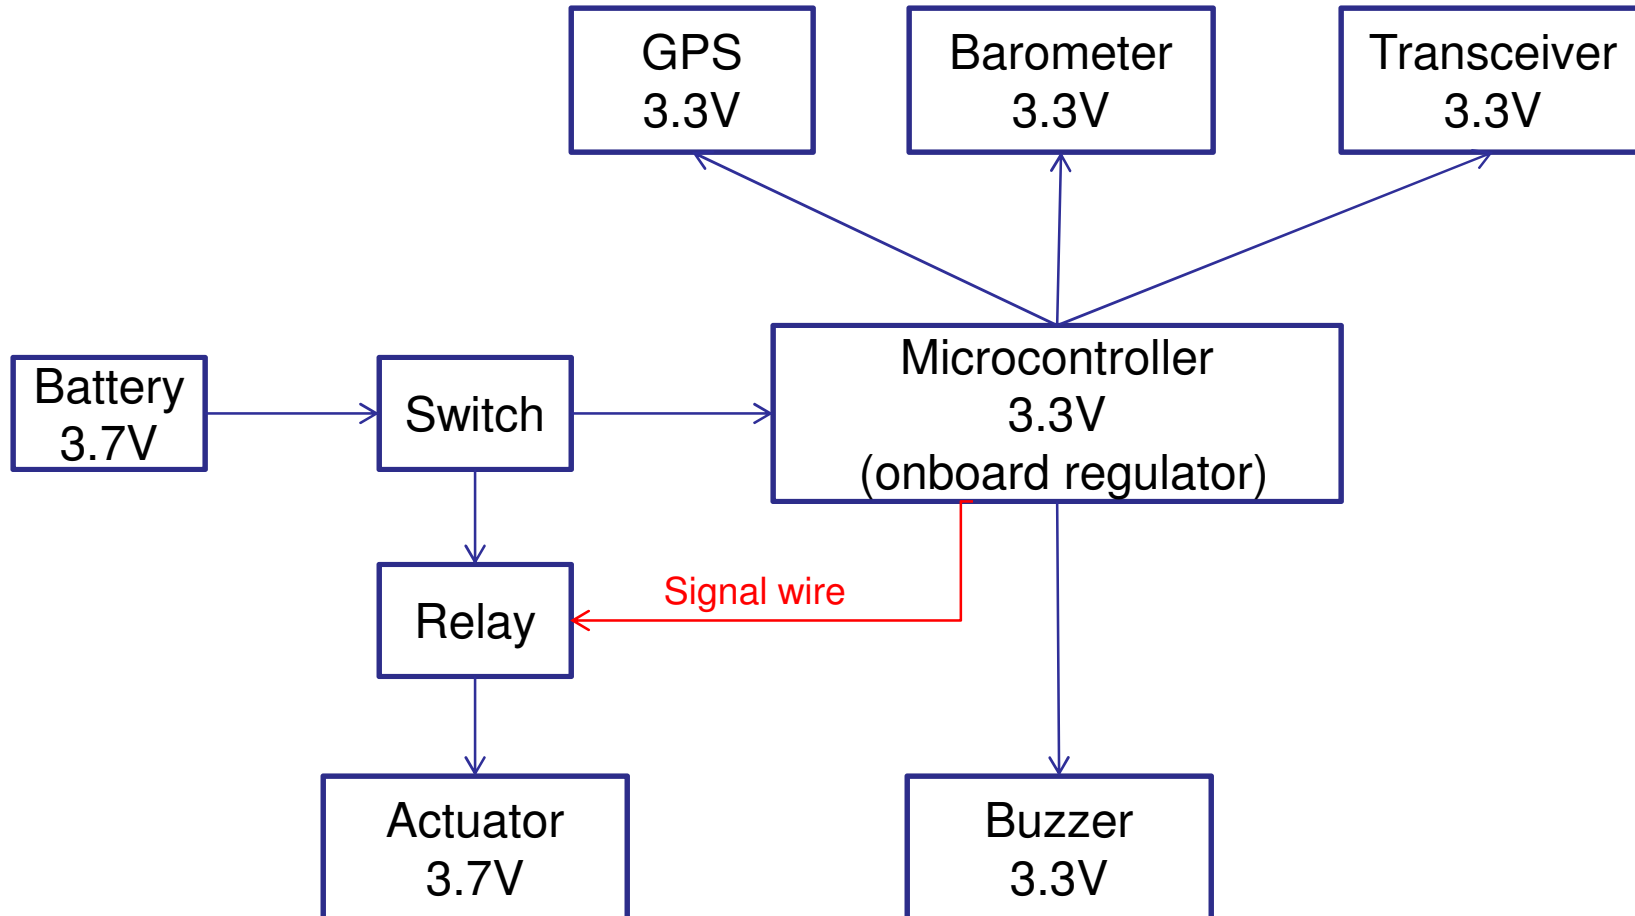 GPS
3.3V
Barometer
3.3V
Transceiver
3.3V
Battery
3.7V
Switch
Microcontroller
3.3V
(onboard regulator)
Relay
Signal wire
Actuator
3.7V
Buzzer
3.3V